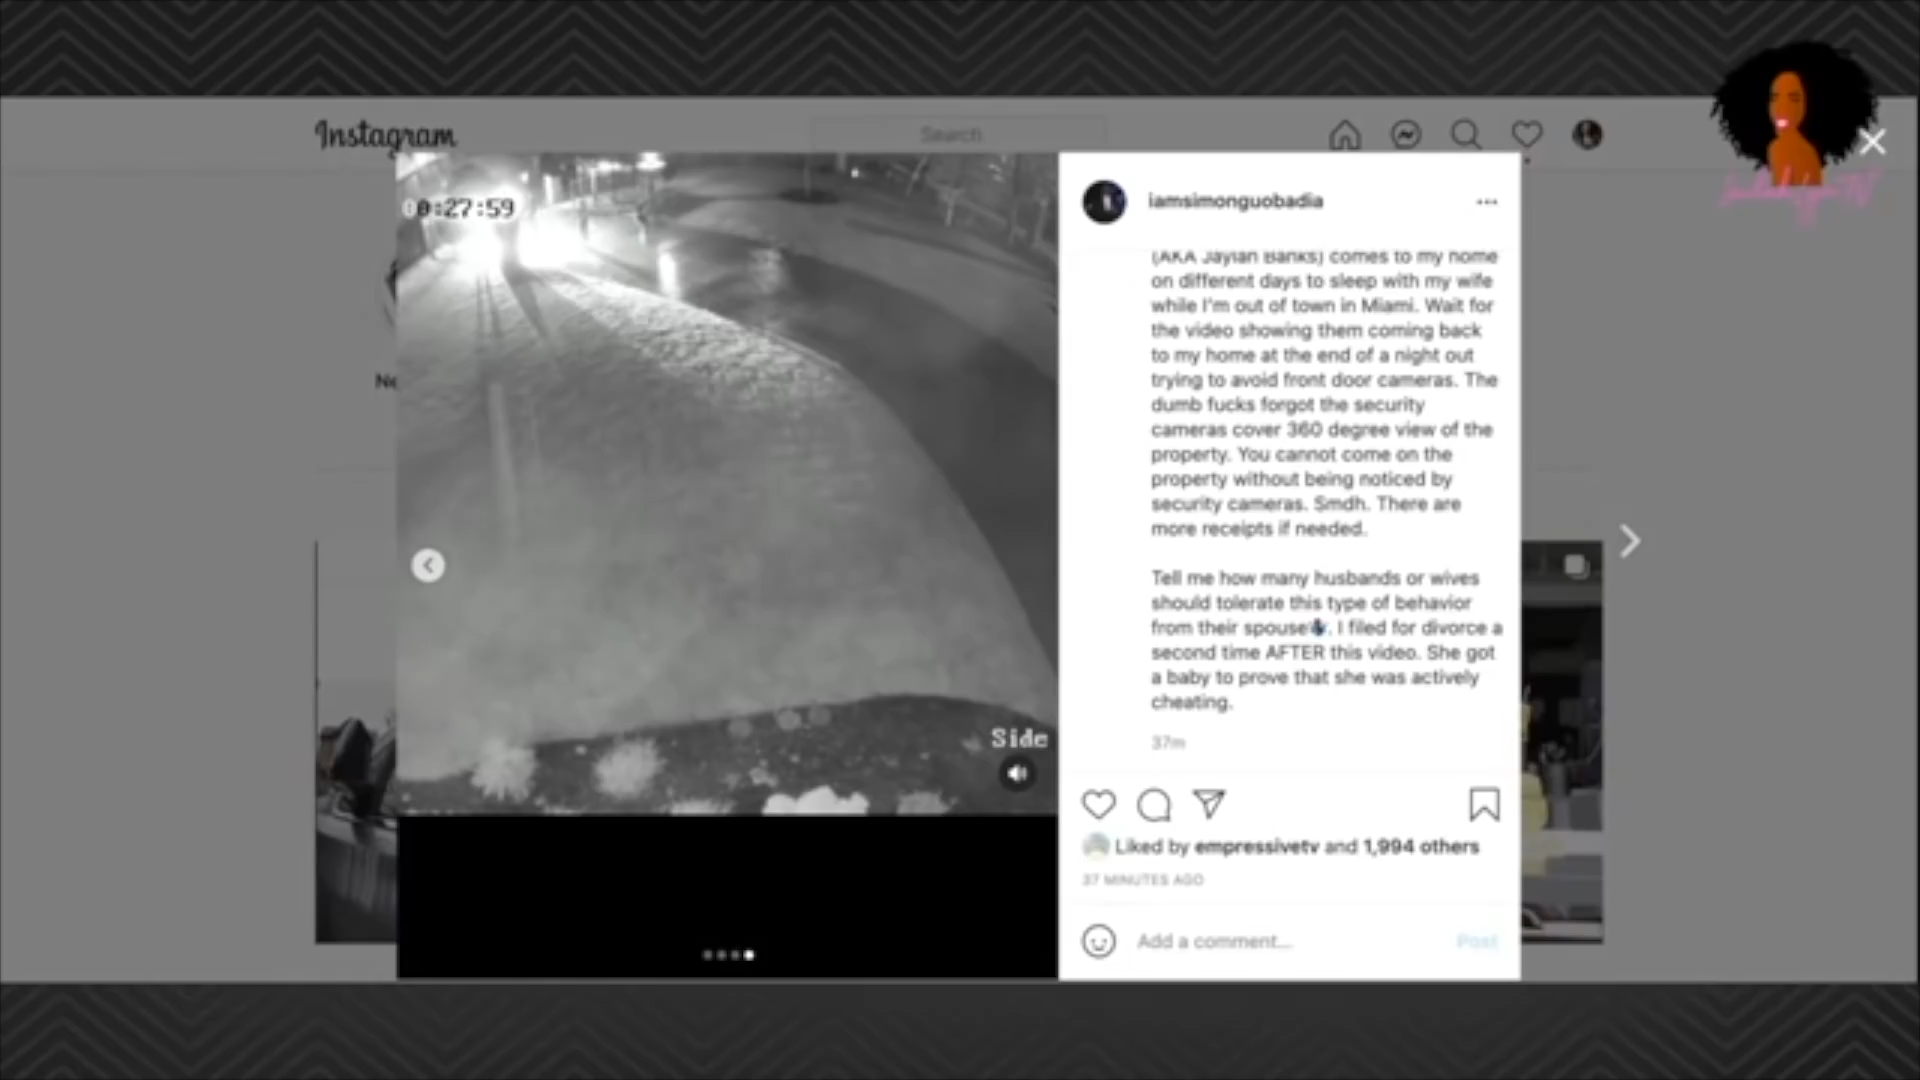 Instagram
Search
00:27:59
iamsimonguobadia
(AKA Jaylan Banks) comes to my home
on different days to sleep with my wife
while I'm out of town in Miami. Wait for
the video showing them coming back
to my home at the end of a night out
trying to avoid front door cameras. The
dumb fucks forgot the security
cameras cover 360 degree view of the
property. You cannot come on the
property without being noticed by
security cameras. Smdh. There are
more receipts if needed.
Tell me how many husbands or wives
should tolerate this type of behavior
from their spouse. I filed for divorce a
second time AFTER this video. She got
a baby to prove that she was actively
cheating.
37m
Side
Liked by empressivetv and 1,994 others
37 MINUTES AGO
Add a comment...
Post